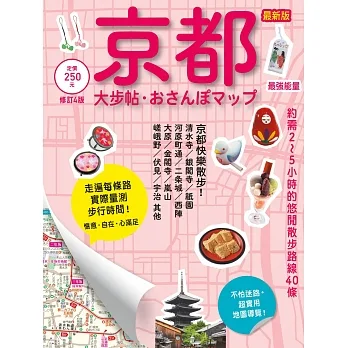 京都
最新版
定價
250
元
修訂4版
大步帖・おさんぽマップ
最強能量
京都快樂散步！
清水寺／銀閣寺／祇園
河原町通／二条城／西陣
大原／金閣寺／嵐山
嵯峨野／伏見／宇治 其他
約需2～5小時的悠閒散步路線40條
走遍每條路
實際量測
步行時間！
愜意・自在・心滿足
不怕迷路，
超實用
地圖導覽！